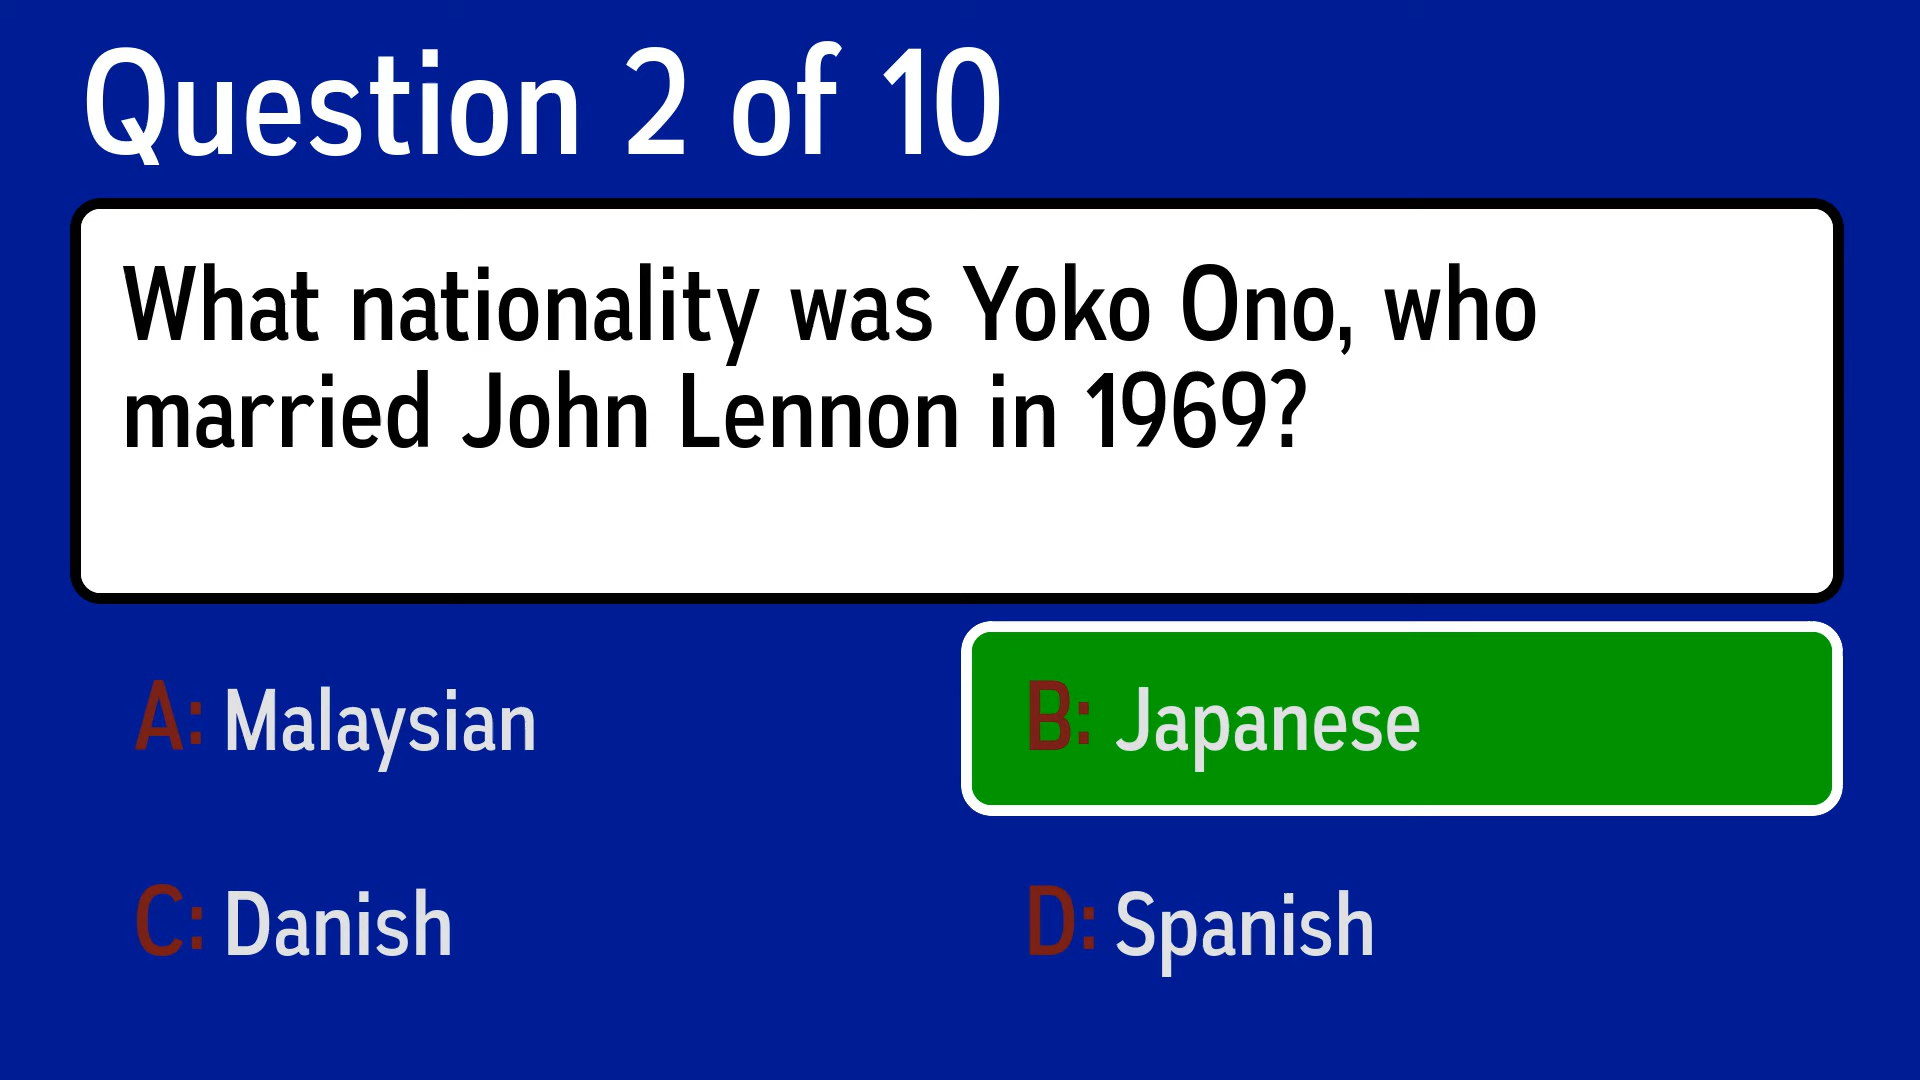 Question 2 of 10
What nationality was Yoko Ono, who
married John Lennon in 1969?
A: Malaysian
B: Japanese
C: Danish
D: Spanish